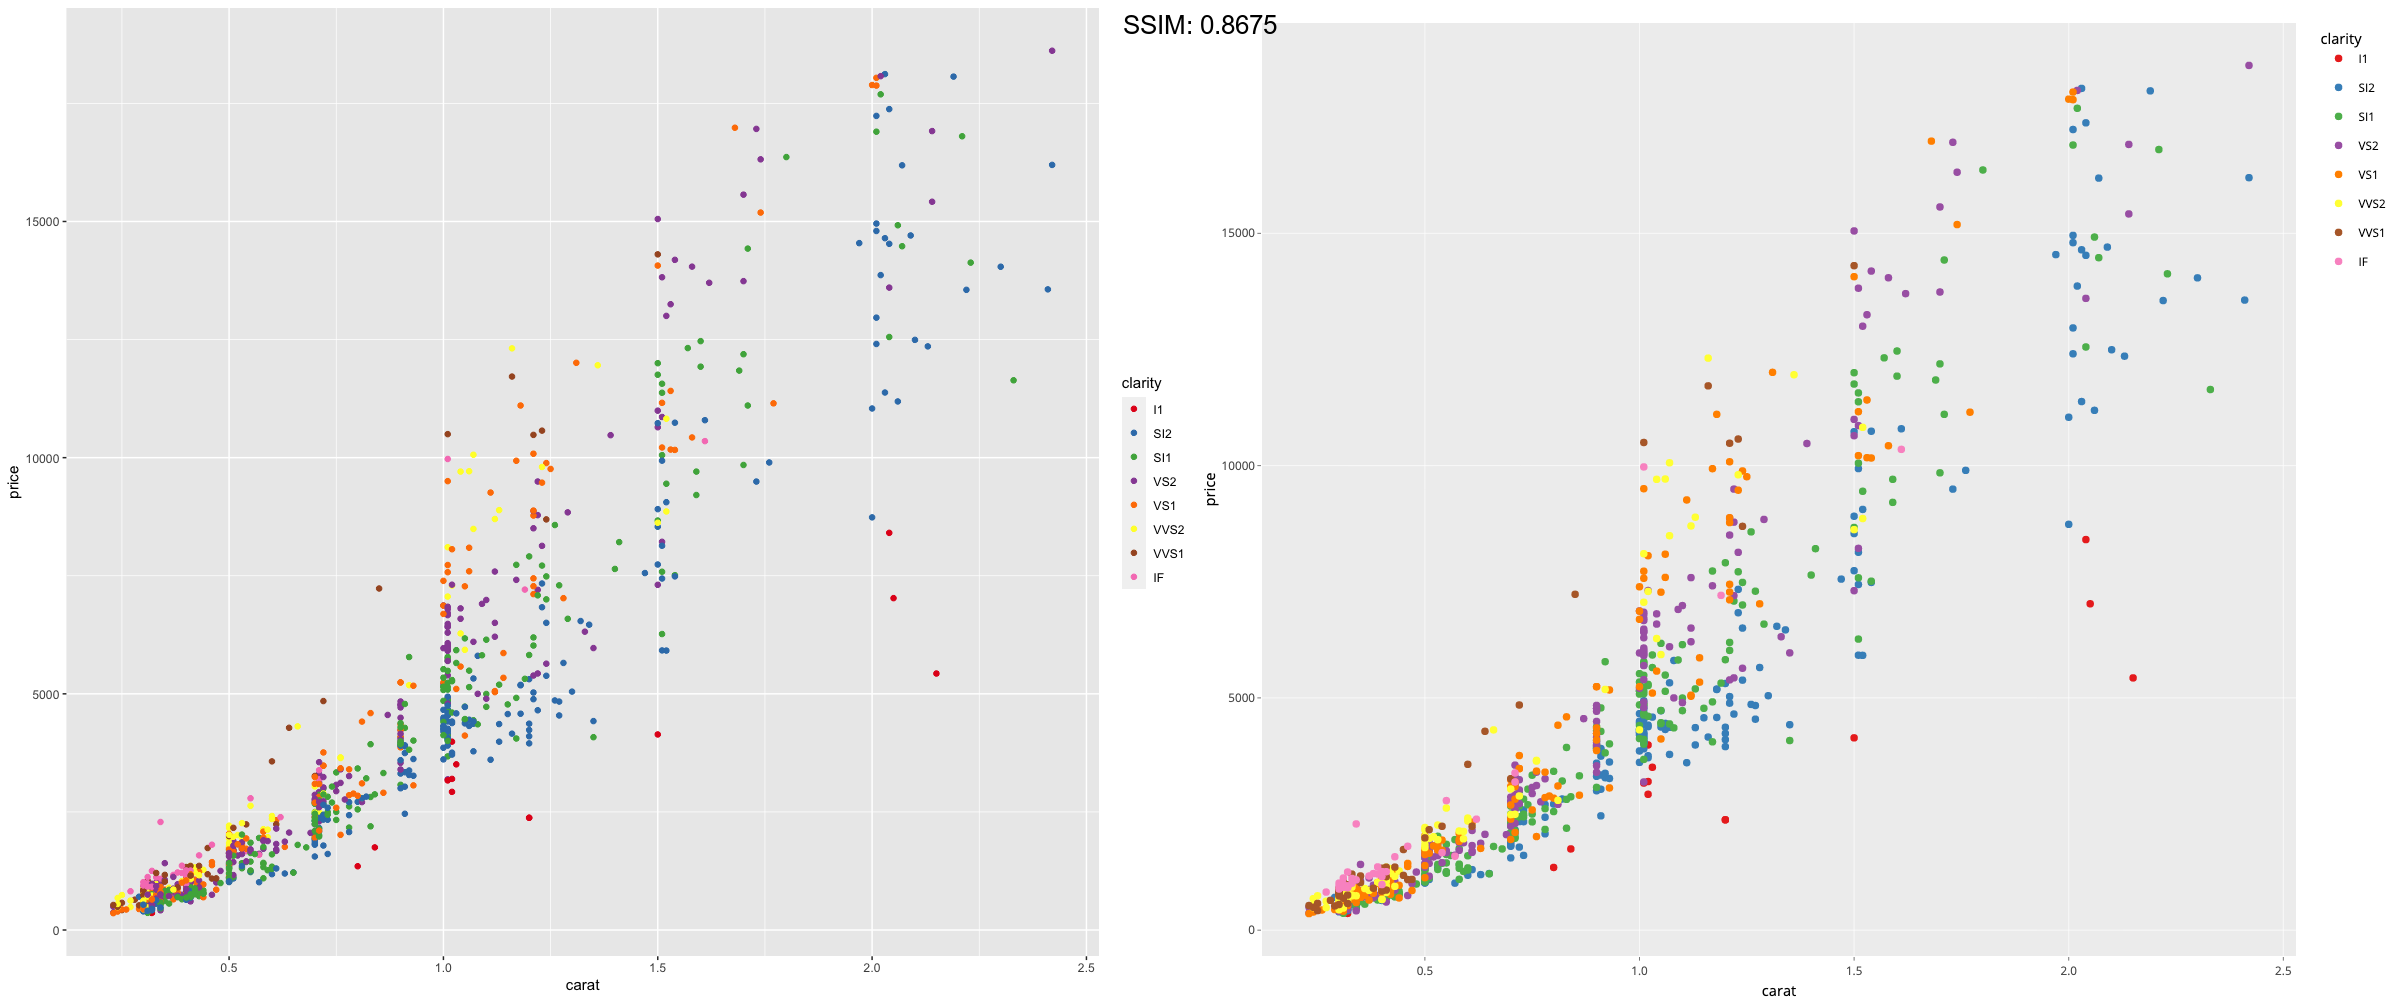 SSIM: 0.8675
price
15000
10000
5000
0
0.5 1.0 1.5 2.0 2.5
carat
clarity
I1
SI2
SI1
VS2
VS1
VVS2
VVS1
IF
price
15000
10000
5000
0
0.5 1.0 1.5 2.0 2.5
carat
clarity
I1
SI2
SI1
VS2
VS1
VVS2
VVS1
IF